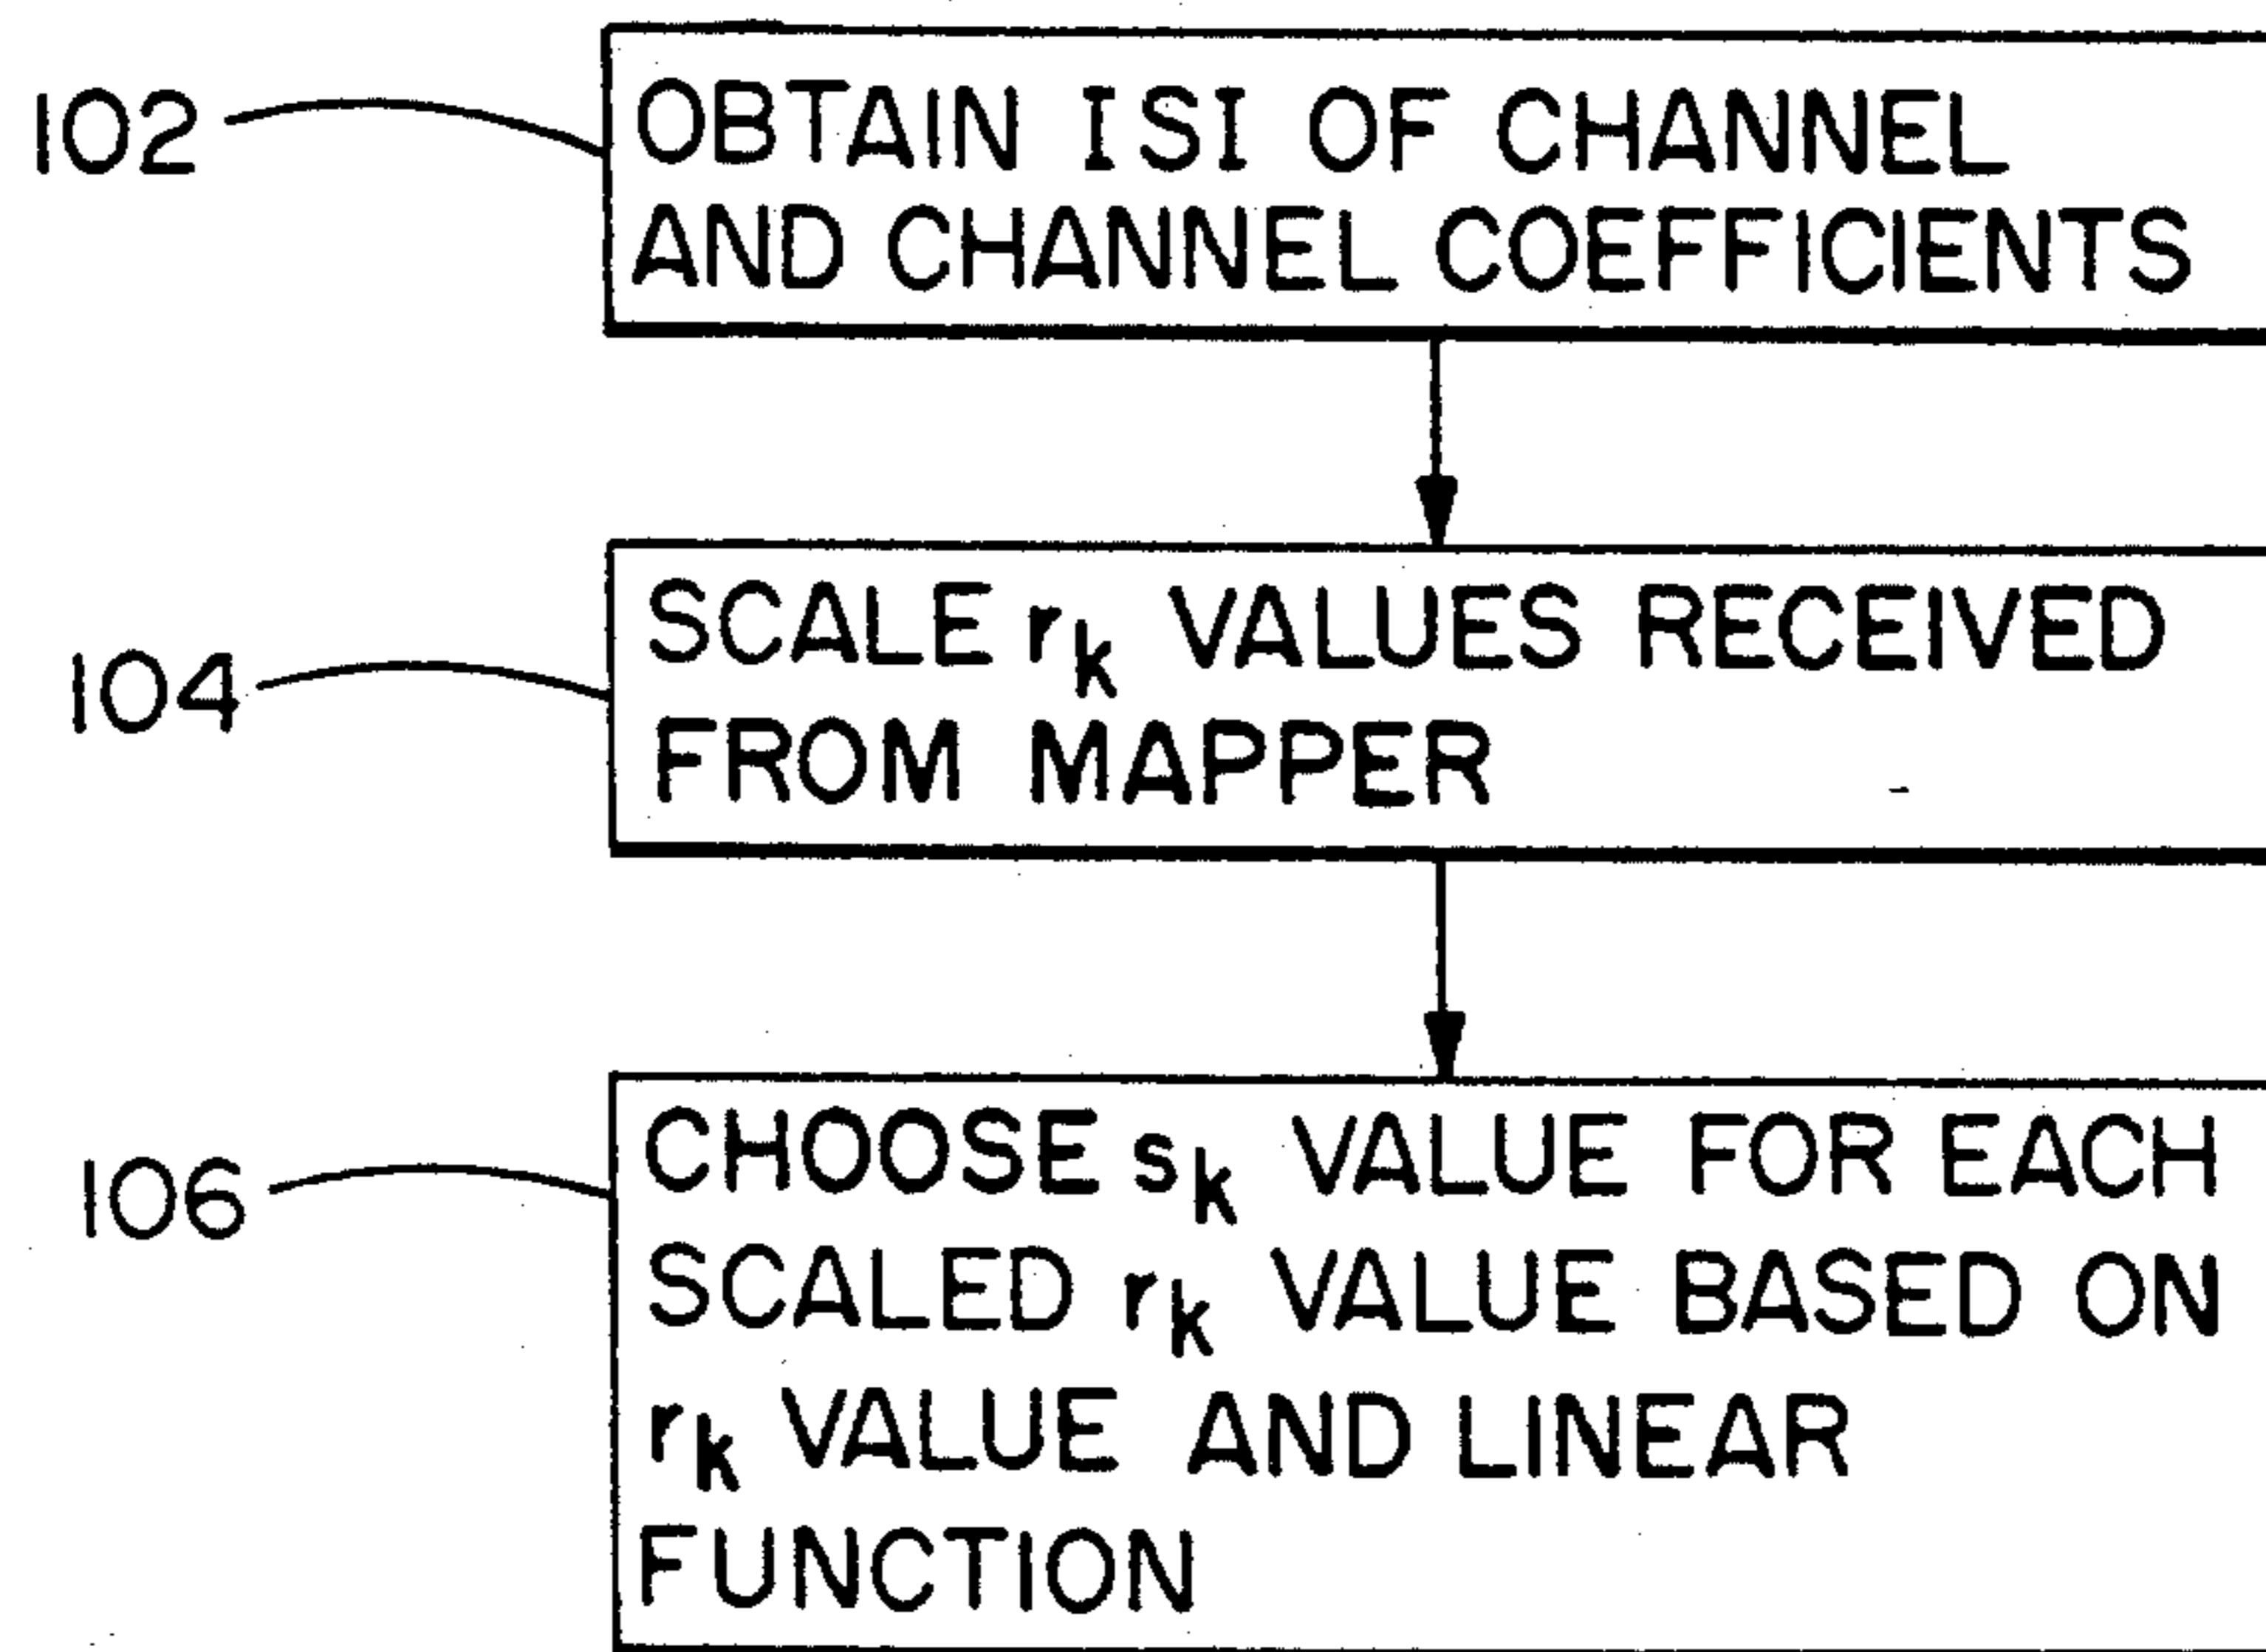 102
OBTAIN ISI OF CHANNEL
AND CHANNEL COEFFICIENTS
104
SCALE rk VALUES RECEIVED
FROM MAPPER
106
CHOOSE sk VALUE FOR EACH
SCALED rk VALUE BASED ON
rk VALUE AND LINEAR
FUNCTION